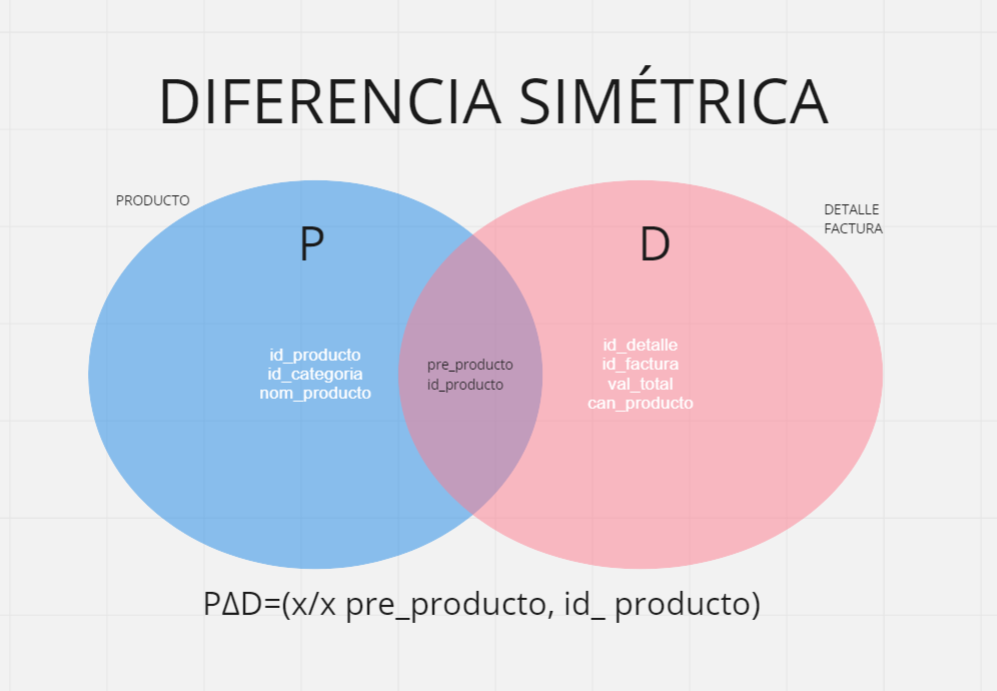 DIFERENCIA SIMÉTRICA
PRODUCTO
DETALLE
FACTURA
P
D
id_producto
id_categoria
nom_producto
pre_producto
id_producto
id_detalle
id_factura
val_total
can_producto
PΔD=(x/x pre_producto, id_ producto)